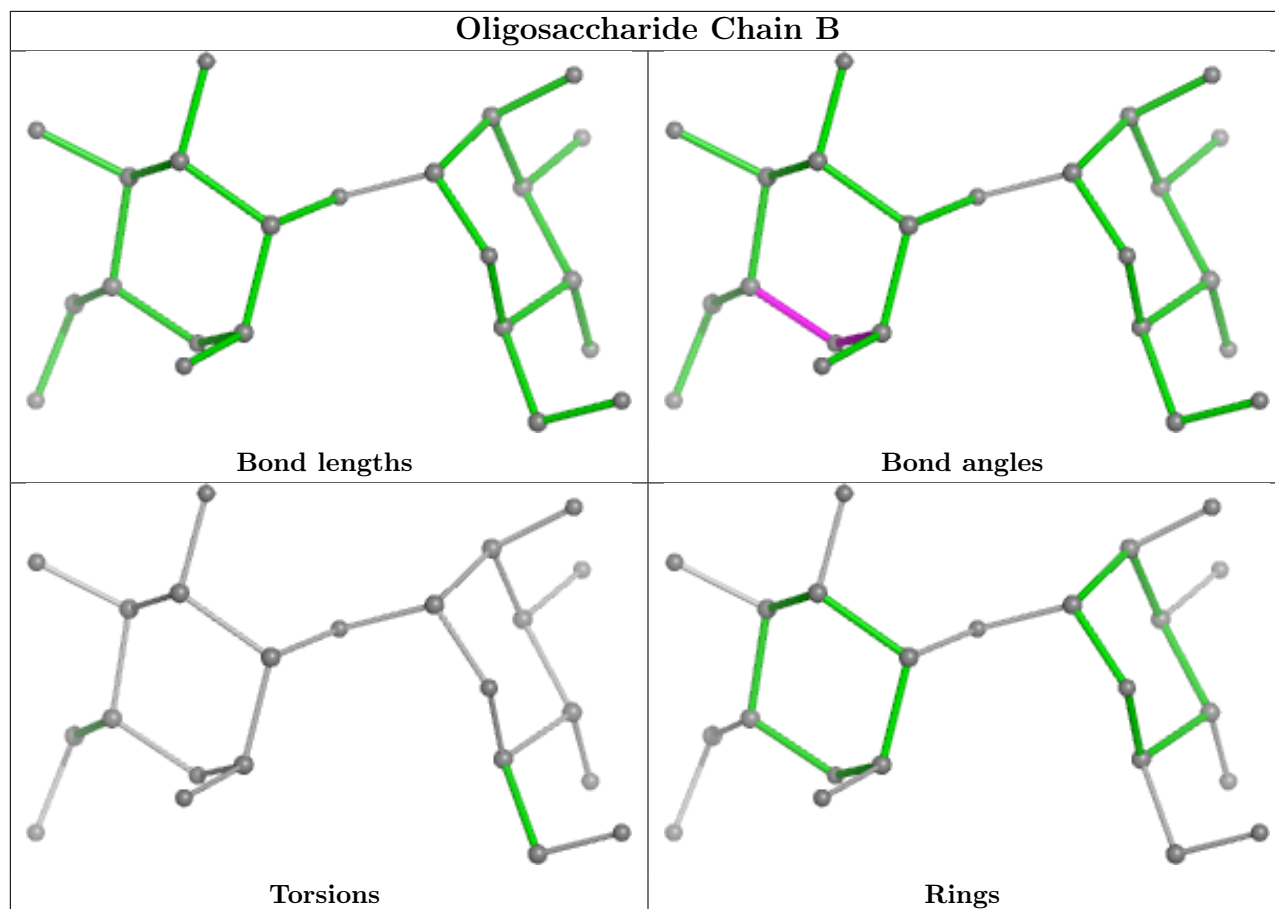 Oligosaccharide Chain B
Bond lengths
Bond angles
Torsions
Rings